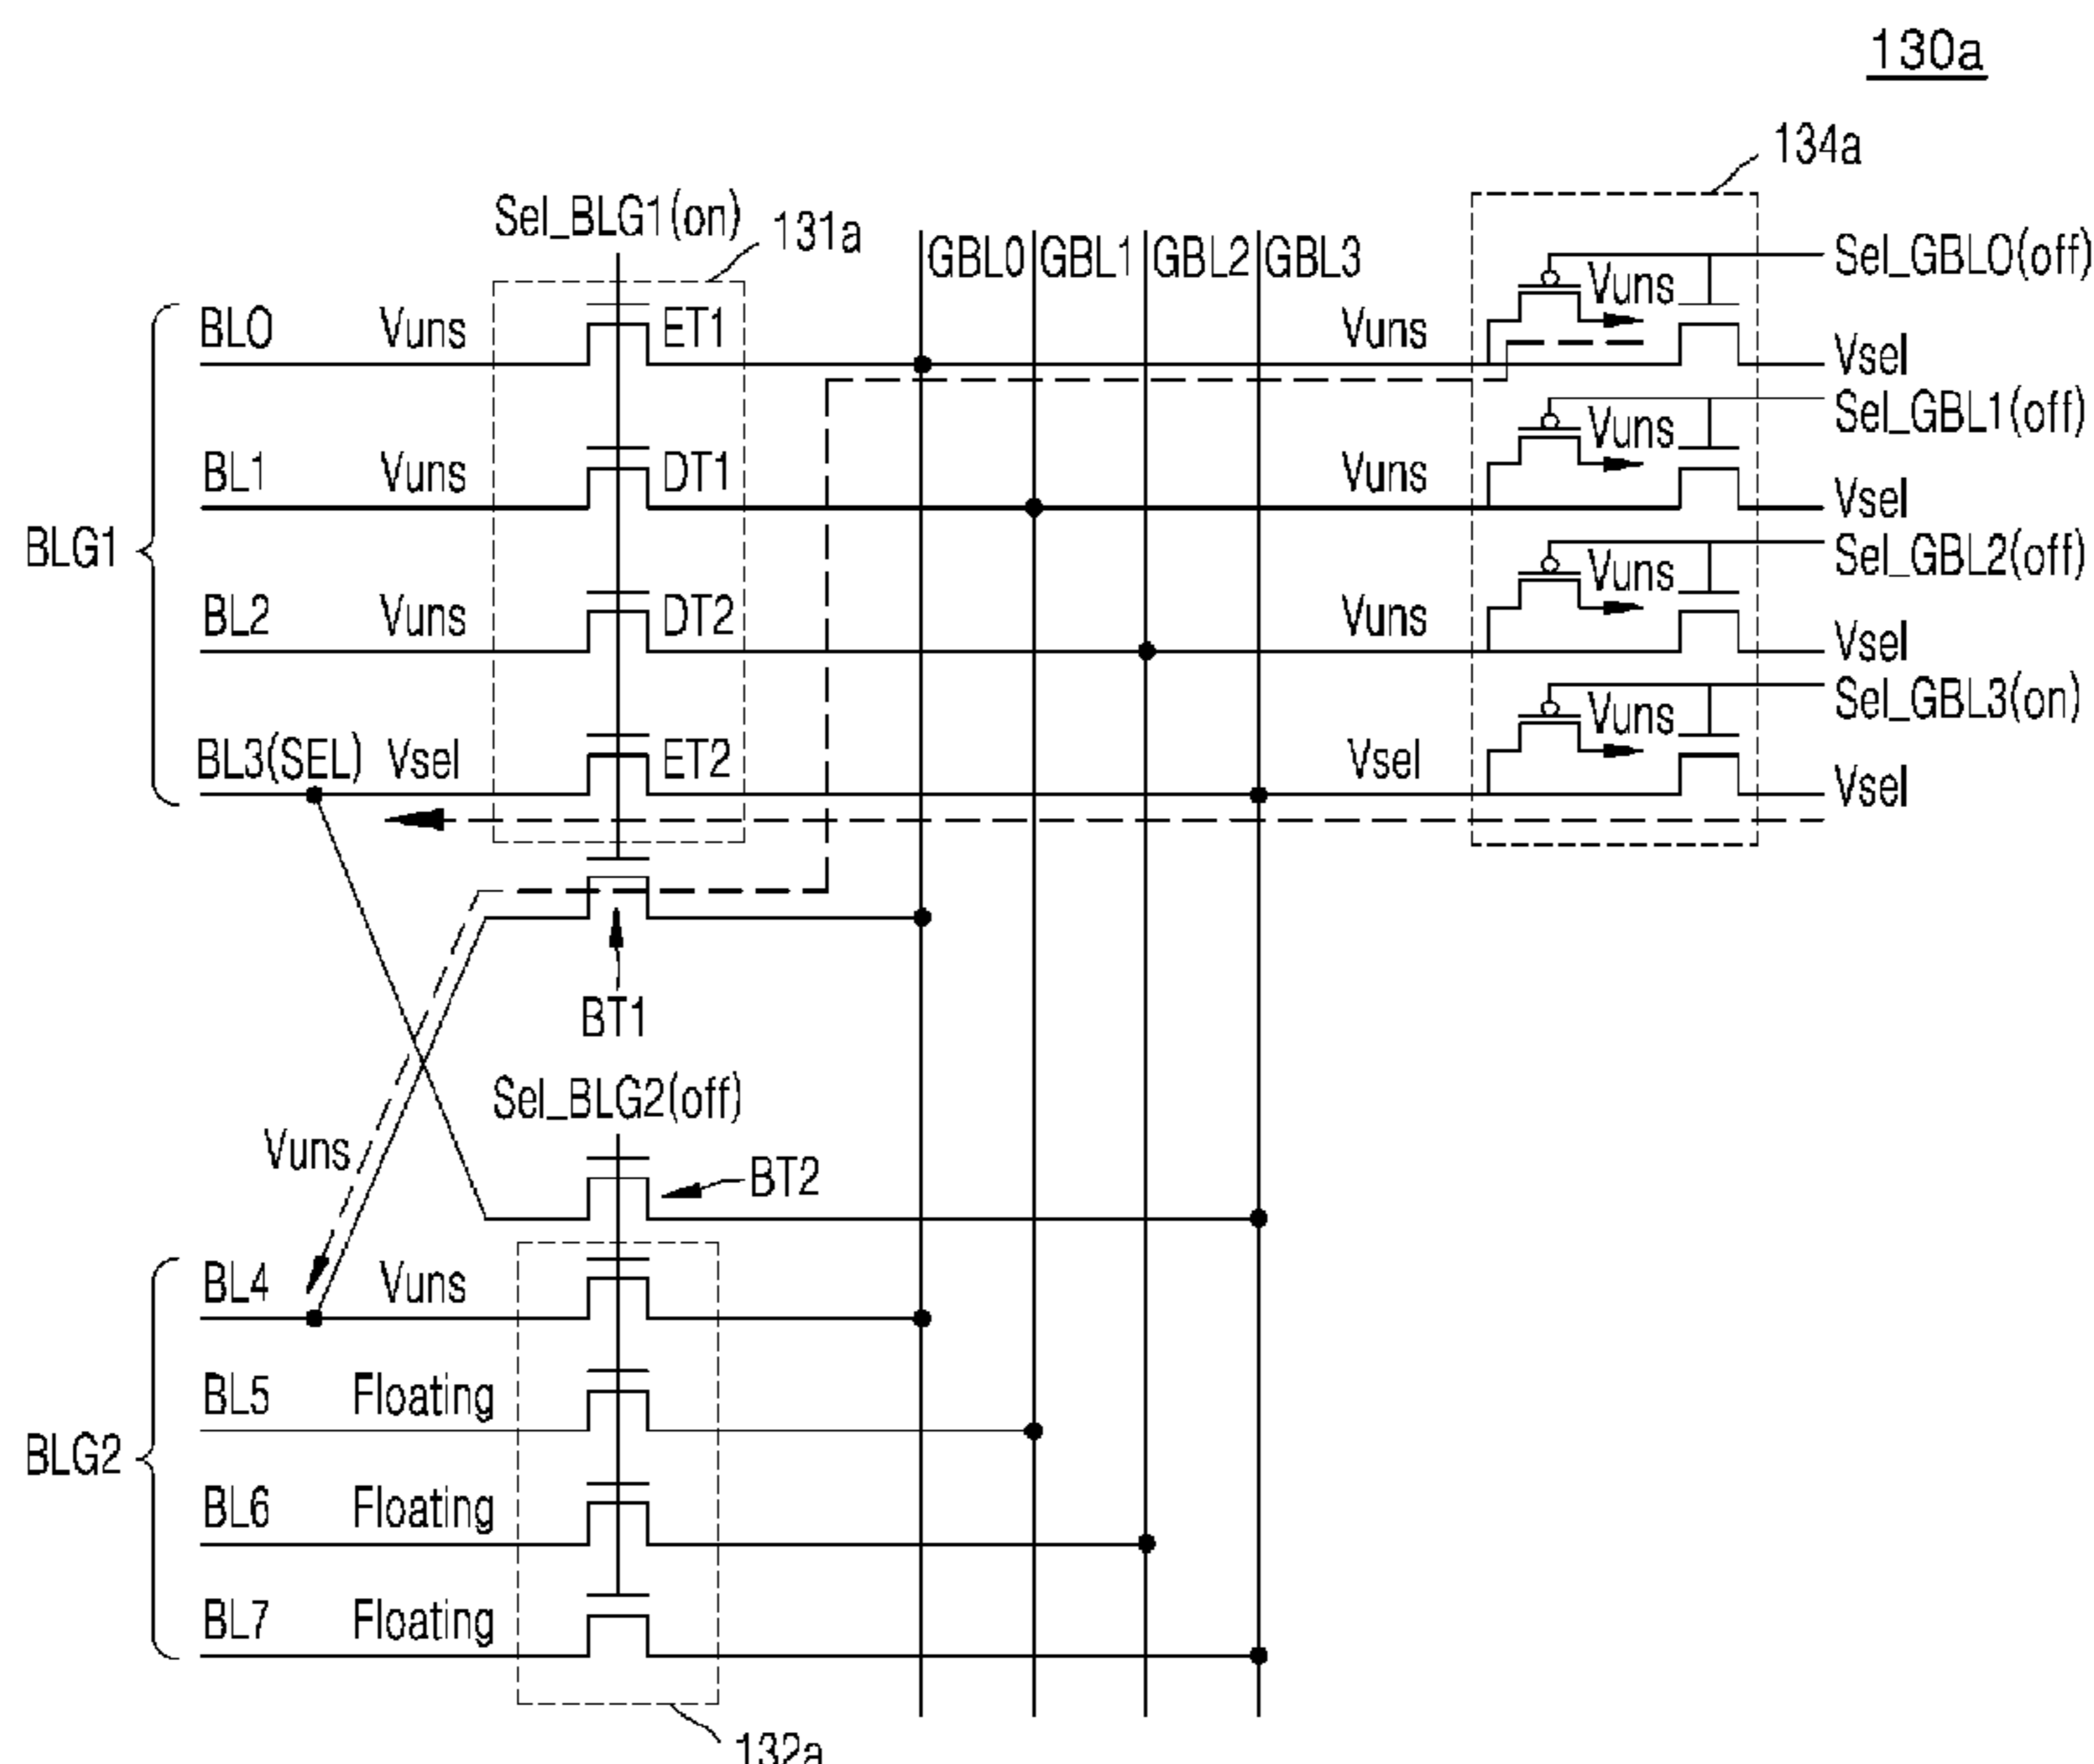 130a
134a
Sel_BLG1(on)
131a
GBL0 GBL1 GBL2 GBL3
Sel_GBL0(off)
Vuns
BL0 Vuns ET1 Vuns
Vsel
Sel_GBL1(off)
Vuns
BL1 Vuns DT1 Vuns
Vsel
BLG1
Sel_GBL2(off)
Vuns
BL2 Vuns DT2 Vuns
Vsel
Sel_GBL3(on)
Vuns
BL3(SEL) Vsel ET2 Vsel
Vsel
BT1
Sel_BLG2(off)
Vuns
BT2
BL4 Vuns
BL5 Floating
BLG2
BL6 Floating
BL7 Floating
132a